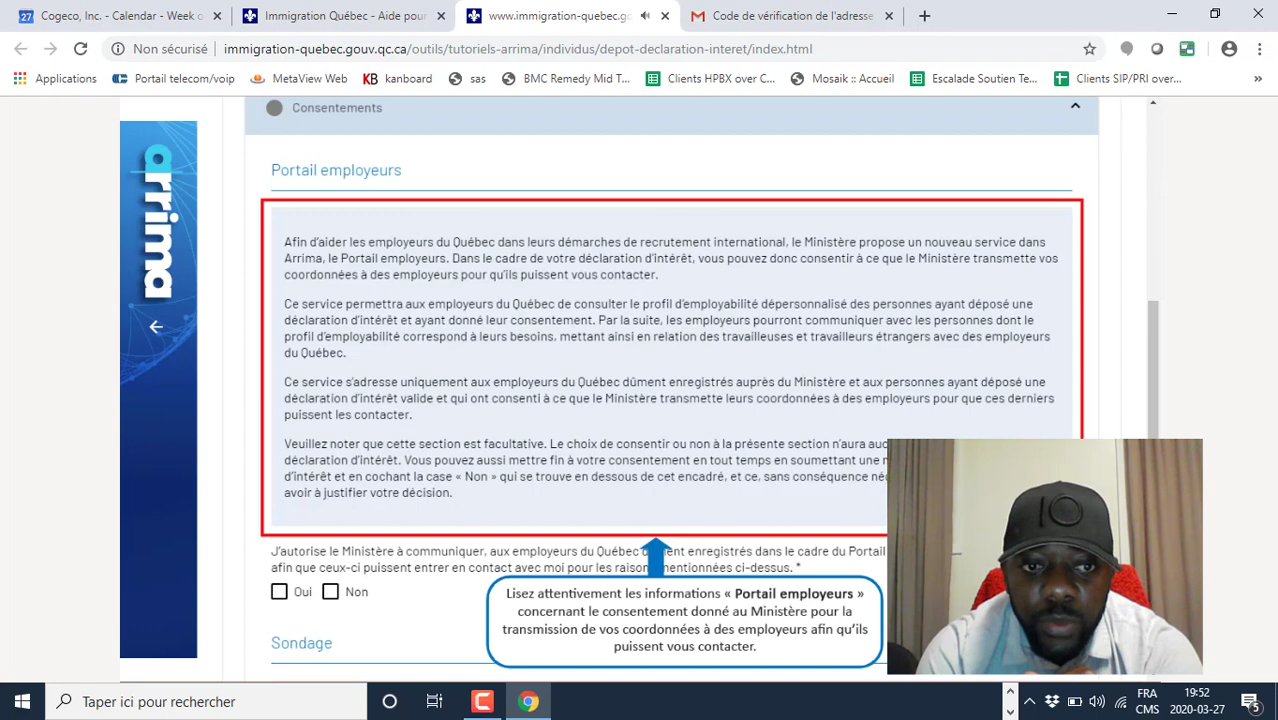 Cogeco, Inc. - Calendar - Week o
Immigration Québec - Aide pour
www.immigration-quebec.go
Code de vérification de l'adresse
Non sécurisé
immigration-quebec.gouv.qc.ca/outils/tutoriels-arrima/individus/depot-declaration-interet/index.html
Applications
Portail telecom/voip
MetaView Web
KB kanboard
sas
BMC Remedy Mid T...
Clients HPBX over C...
Mosaik :: Accueil
Escalade Soutien Te...
Clients SIP/PRI over...
»
Consentements
arrima
Portail employeurs
Afin d'aider les employeurs du Québec dans leurs démarches de recrutement international, le Ministère propose un nouveau service dans
Arrima, le Portail employeurs. Dans le cadre de votre déclaration d'intérêt, vous pouvez donc consentir à ce que le Ministère transmette vos
coordonnées à des employeurs pour qu'ils puissent vous contacter.
Ce service permettra aux employeurs du Québec de consulter le profil d'employabilité dépersonnalisé des personnes ayant déposé une
déclaration d'intérêt et ayant donné leur consentement. Par la suite, les employeurs pourront communiquer avec les personnes dont le
profil d'employabilité correspond à leurs besoins, mettant ainsi en relation des travailleuses et travailleurs étrangers avec des employeurs
du Québec.
Ce service s'adresse uniquement aux employeurs du Québec dûment enregistrés auprès du Ministère et aux personnes ayant déposé une
déclaration d'intérêt valide et qui ont consenti à ce que le Ministère transmette leurs coordonnées à des employeurs pour que ces derniers
puissent les contacter.
Veuillez noter que cette section est facultative. Le choix de consentir ou non à la présente section n'aura auc
déclaration d'intérêt. Vous pouvez aussi mettre fin à votre consentement en tout temps en soumettant une
d'intérêt et en cochant la case « Non » qui se trouve en dessous de cet encadré, et ce, sans conséquence
avoir à justifier votre décision.
J'autorise le Ministère à communiquer, aux employeurs du Québec ment enregistrés dans le cadre du Portail
afin que ceux-ci puissent entrer en contact avec moi pour les raisons mentionnées ci-dessus. *
Oui
Non
Lisez attentivement les informations « Portail employeurs »
concernant le consentement donné au Ministère pour la
transmission de vos coordonnées à des employeurs afin qu'ils
puissent vous contacter.
Sondage
10
Taper ici pour rechercher
FRA
CMS
19:52
2020-03-27
5